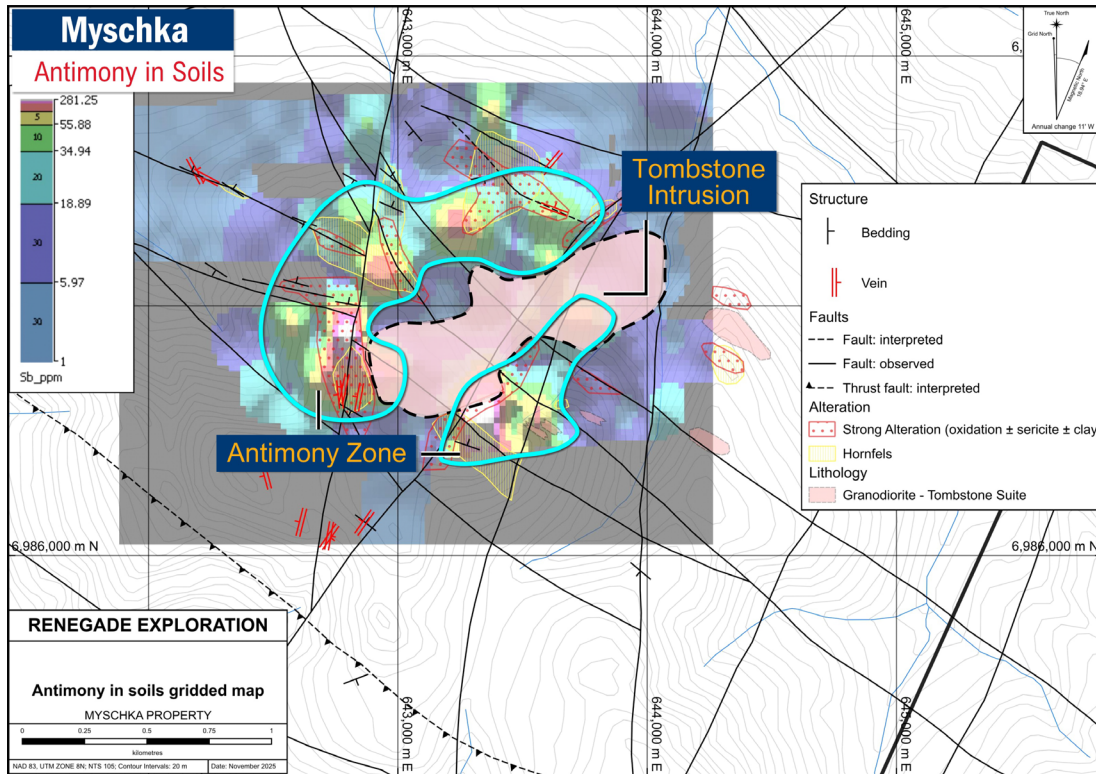 Myschka
Antimony in Soils
281.25
5
55.88
10
34.94
20
18.89
30
5.97
30
1
Sb_ppm
643,000 m E
644,000 m E
645,000 m E
6,
True North
Grid North
Magnetic North
18.94° E
Annual change 11' W
Tombstone
Intrusion
Antimony Zone
Structure
Bedding
Vein
Faults
Fault: interpreted
Fault: observed
Thrust fault: interpreted
Alteration
Strong Alteration (oxidation ± sericite ± clay
Hornfels
Lithology
Granodiorite - Tombstone Suite
6,986,000 m N
6,986,000 m N
643,000 m E
644,000 m E
645,000 m E
RENEGADE EXPLORATION
Antimony in soils gridded map
MYSCHKA PROPERTY
0 0.25 0.5 0.75 1
kilometres
NAD 83, UTM ZONE 8N; NTS 105; Contour Intervals: 20 m
Date: November 2025